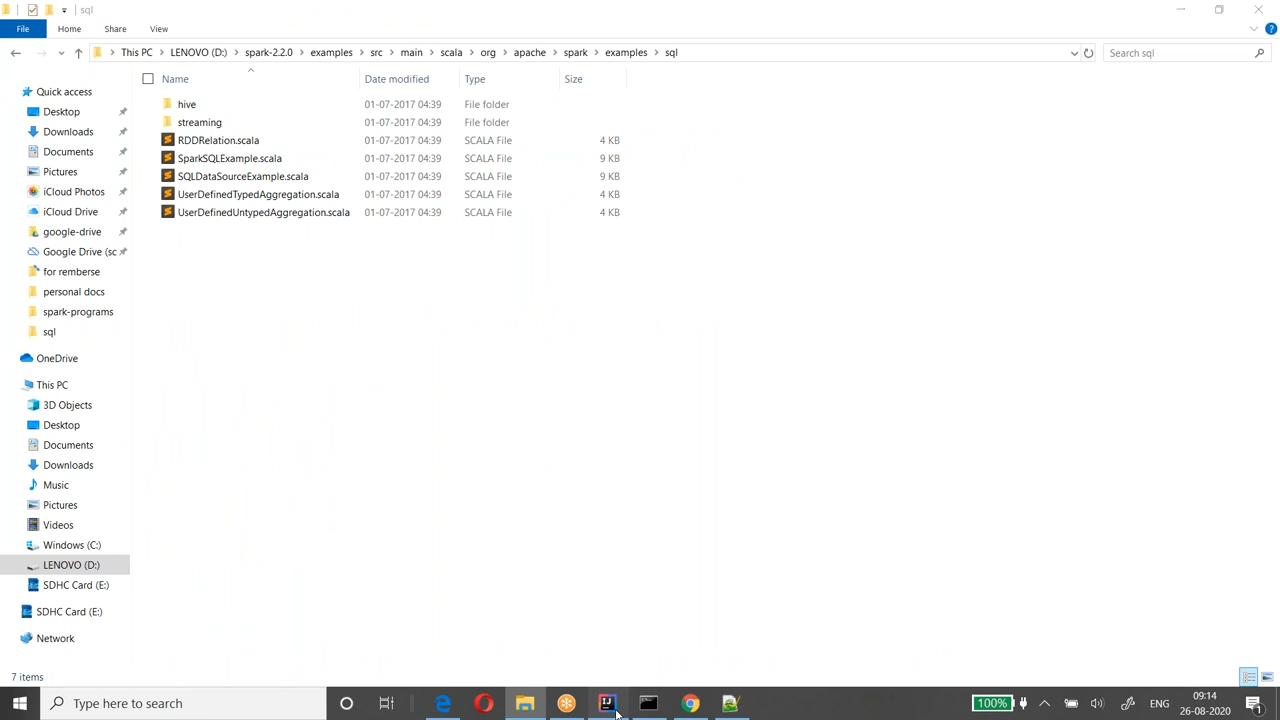 sql
File Home Share View
This PC LENOVO (D:) spark-2.2.0 examples src main scala org apache spark examples sql Search sql
Name Date modified Type Size
hive 01-07-2017 04:39 File folder
streaming 01-07-2017 04:39 File folder
RDDRelation.scala 01-07-2017 04:39 SCALA File 4 KB
SparkSQLExample.scala 01-07-2017 04:39 SCALA File 9 KB
SQLDataSourceExample.scala 01-07-2017 04:39 SCALA File 9 KB
UserDefinedTypedAggregation.scala 01-07-2017 04:39 SCALA File 4 KB
UserDefinedUntypedAggregation.scala 01-07-2017 04:39 SCALA File 4 KB
Quick access
Desktop
Downloads
Documents
Pictures
iCloud Photos
iCloud Drive
google-drive
Google Drive (sc
for remberse
personal docs
spark-programs
sql
OneDrive
This PC
3D Objects
Desktop
Documents
Downloads
Music
Pictures
Videos
Windows (C:)
LENOVO (D:)
SDHC Card (E:)
SDHC Card (E:)
Network
7 items
Type here to search
100%
ENG
09:14
26-08-2020
1